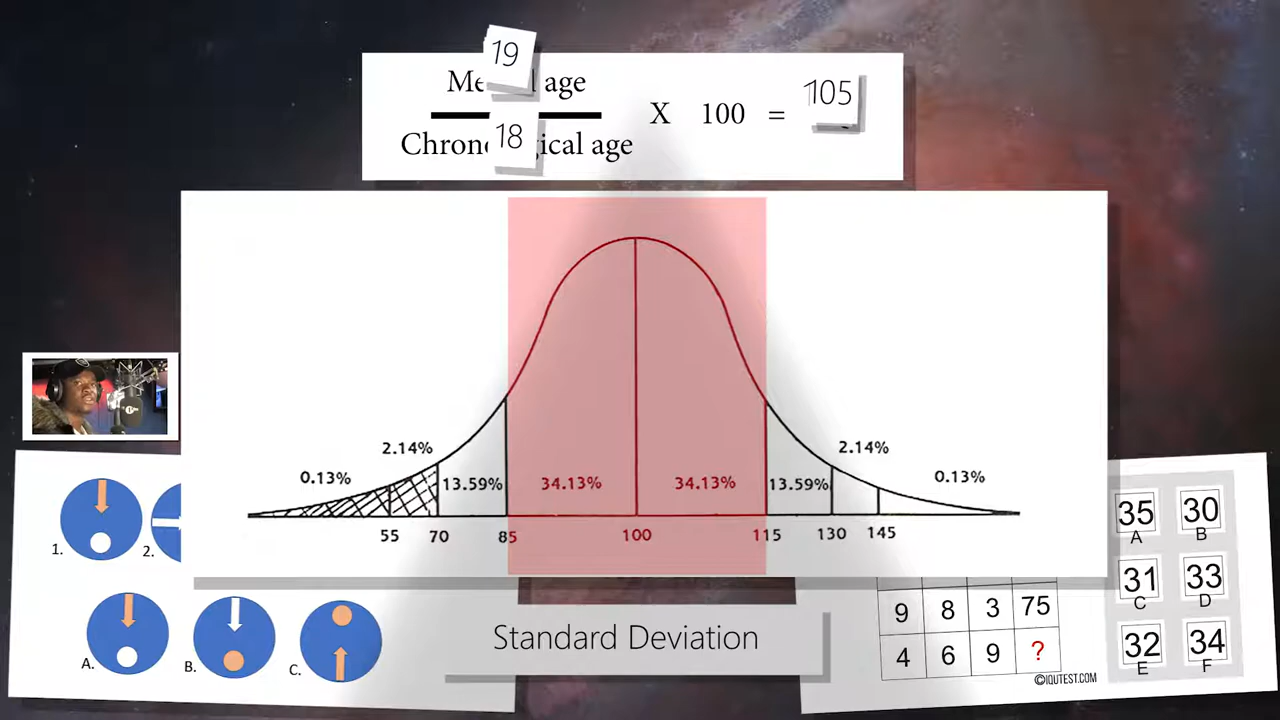 19
age
18
ical age
X 100 =
105
0.13%
2.14%
13.59%
34.13%
34.13%
13.59%
2.14%
0.13%
55 70 85 100 115 130 145
1.
2.
A.
B.
C.
Standard Deviation
35 30
A B
31 33
C D
32 34
E F
9 8 3 75
4 6 9 ?
©IQUTEST.COM